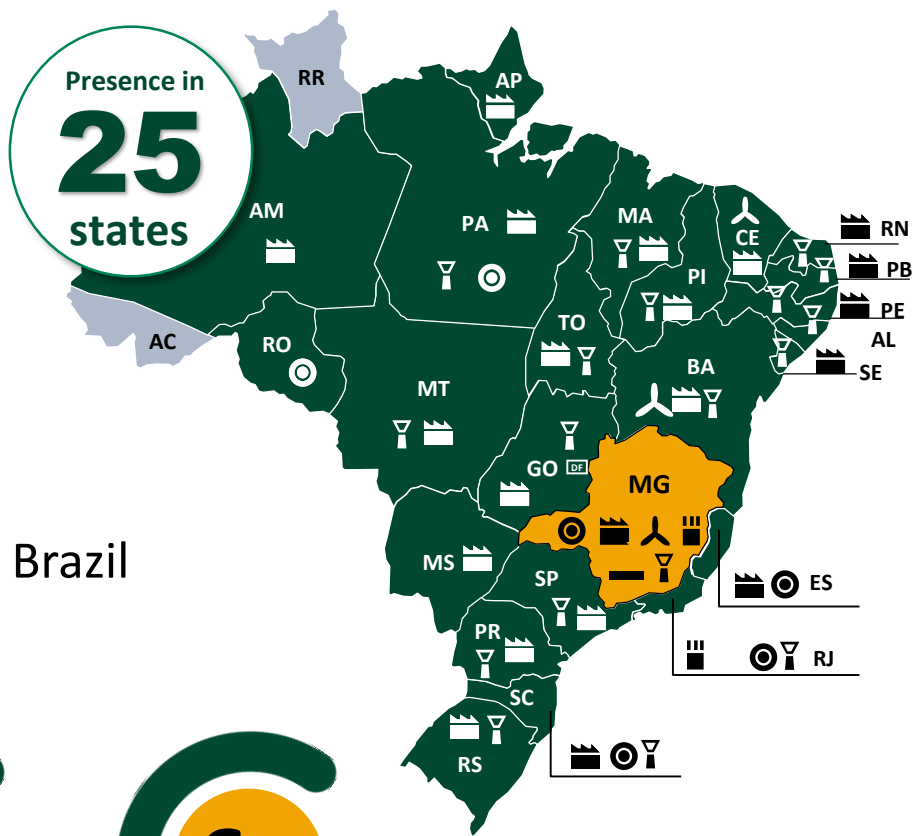 Presence in
25
states
RR
AP
AM
PA
MA
CE
RN
PI
PB
PE
AL
SE
AC
RO
TO
BA
MT
GO
DF
MG
MS
SP
ES
Brazil
PR
RJ
SC
RS